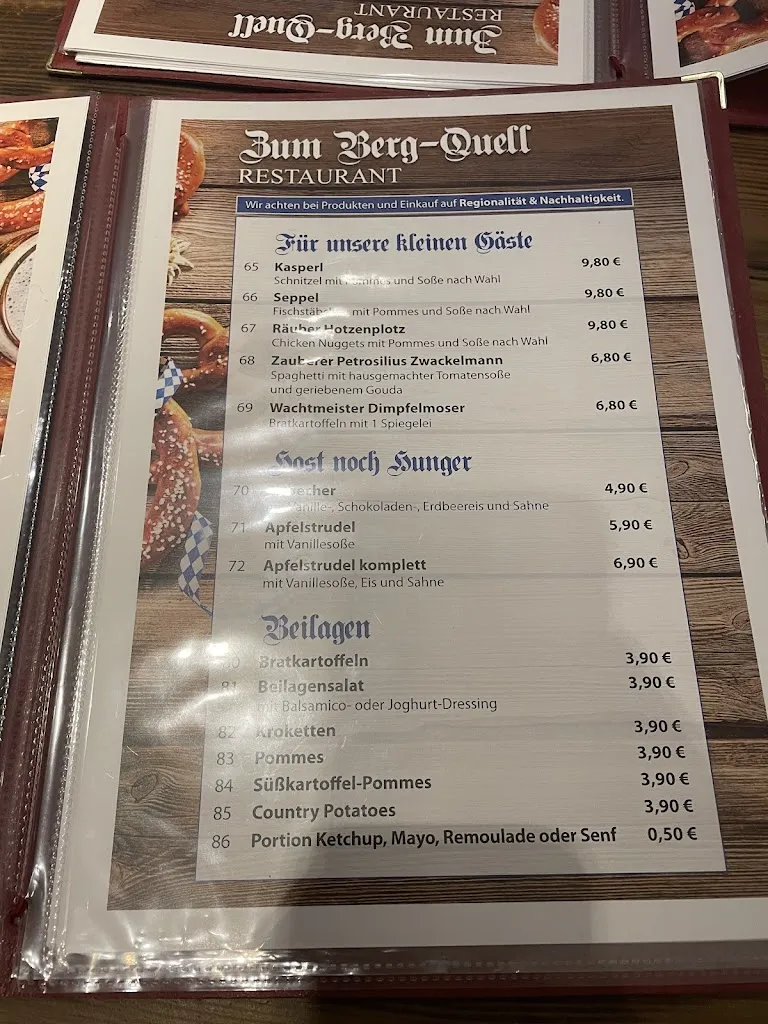 Zum Berg-Quell
RESTAURANT
Zum Berg-Quell
RESTAURANT
Wir achten bei Produkten und Einkauf auf Regionalität & Nachhaltigkeit.
Für unsere kleinen Gäste
65 Kasperl 9,80 €
Schnitzel mit Pommes und Soße nach Wahl
66 Seppel 9,80 €
mit Pommes und Soße nach Wahl
67 Räuber Hotzenplotz 9,80 €
Chicken Nuggets mit Pommes und Soße nach Wahl
68 Zauberer Petrosilius Zwackelmann 6,80 €
Spaghetti mit hausgemachter Tomatensoße
und geriebenem Gouda
69 Wachtmeister Dimpfelmoser 6,80 €
Bratkartoffeln mit 1 Spiegelei
Hast noch Hunger
70 4,90 €
Schokoladen-, Erdbeereis und Sahne
71 Apfelstrudel 5,90 €
mit Vanillesoße
72 Apfelstrudel komplett 6,90 €
mit Vanillesoße, Eis und Sahne
Beilagen
80 Bratkartoffeln 3,90 €
81 Beilagensalat 3,90 €
mit Balsamico- oder Joghurt-Dressing
82 Kroketten 3,90 €
83 Pommes 3,90 €
84 Süßkartoffel-Pommes 3,90 €
85 Country Potatoes 3,90 €
86 Portion Ketchup, Mayo, Remoulade oder Senf 0,50 €